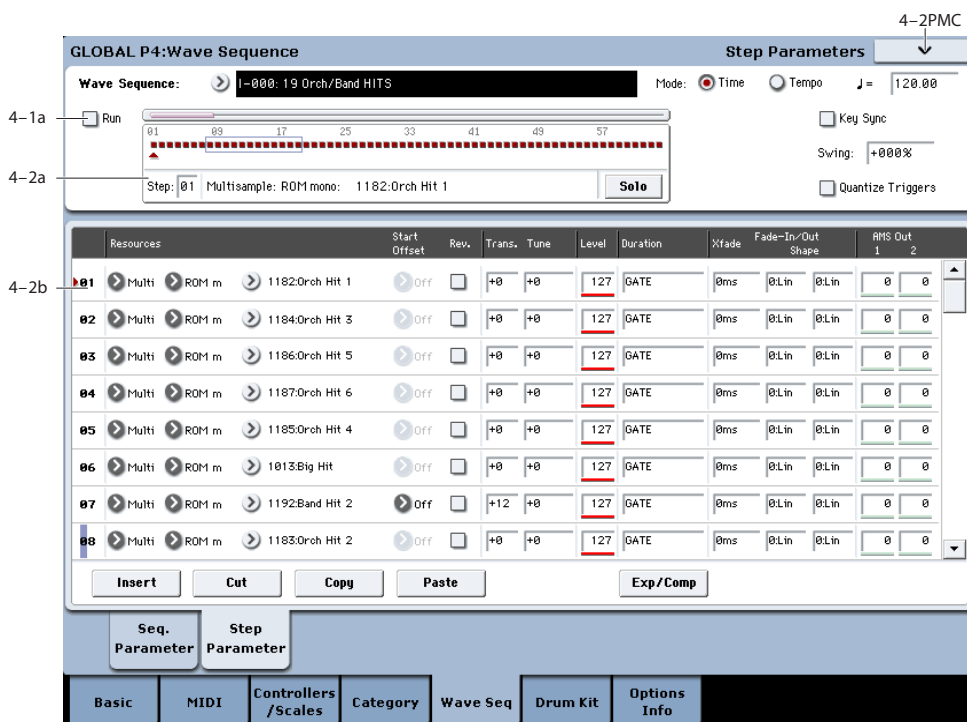 4–2PMC
GLOBAL P4:Wave Sequence Step Parameters
Wave Sequence: I-000: 19 Orch/Band HITS Mode: Time Tempo ♩= 120.00
4–1a Run 01 09 17 25 33 41 49 57 Key Sync
Swing: +000%
4–2a Step: 01 Multisample: ROM mono: 1182:Orch Hit 1 Solo Quantize Triggers
Resources Start Offset Rev. Trans. Tune Level Duration Xfade Fade-In/Out Shape AMS Out 1 2
4–2b 01 Multi ROM m 1182:Orch Hit 1 Off +0 +0 127 GATE 0ms 0:Lin 0:Lin 0 0
02 Multi ROM m 1184:Orch Hit 3 Off +0 +0 127 GATE 0ms 0:Lin 0:Lin 0 0
03 Multi ROM m 1186:Orch Hit 5 Off +0 +0 127 GATE 0ms 0:Lin 0:Lin 0 0
04 Multi ROM m 1187:Orch Hit 6 Off +0 +0 127 GATE 0ms 0:Lin 0:Lin 0 0
05 Multi ROM m 1185:Orch Hit 4 Off +0 +0 127 GATE 0ms 0:Lin 0:Lin 0 0
06 Multi ROM m 1013:Big Hit Off +0 +0 127 GATE 0ms 0:Lin 0:Lin 0 0
07 Multi ROM m 1192:Band Hit 2 Off +12 +0 127 GATE 0ms 0:Lin 0:Lin 0 0
08 Multi ROM m 1183:Orch Hit 2 Off +0 +0 127 GATE 0ms 0:Lin 0:Lin 0 0
Insert Cut Copy Paste Exp/Comp
Seq. Parameter Step Parameter
Basic MIDI Controllers /Scales Category Wave Seq Drum Kit Options Info